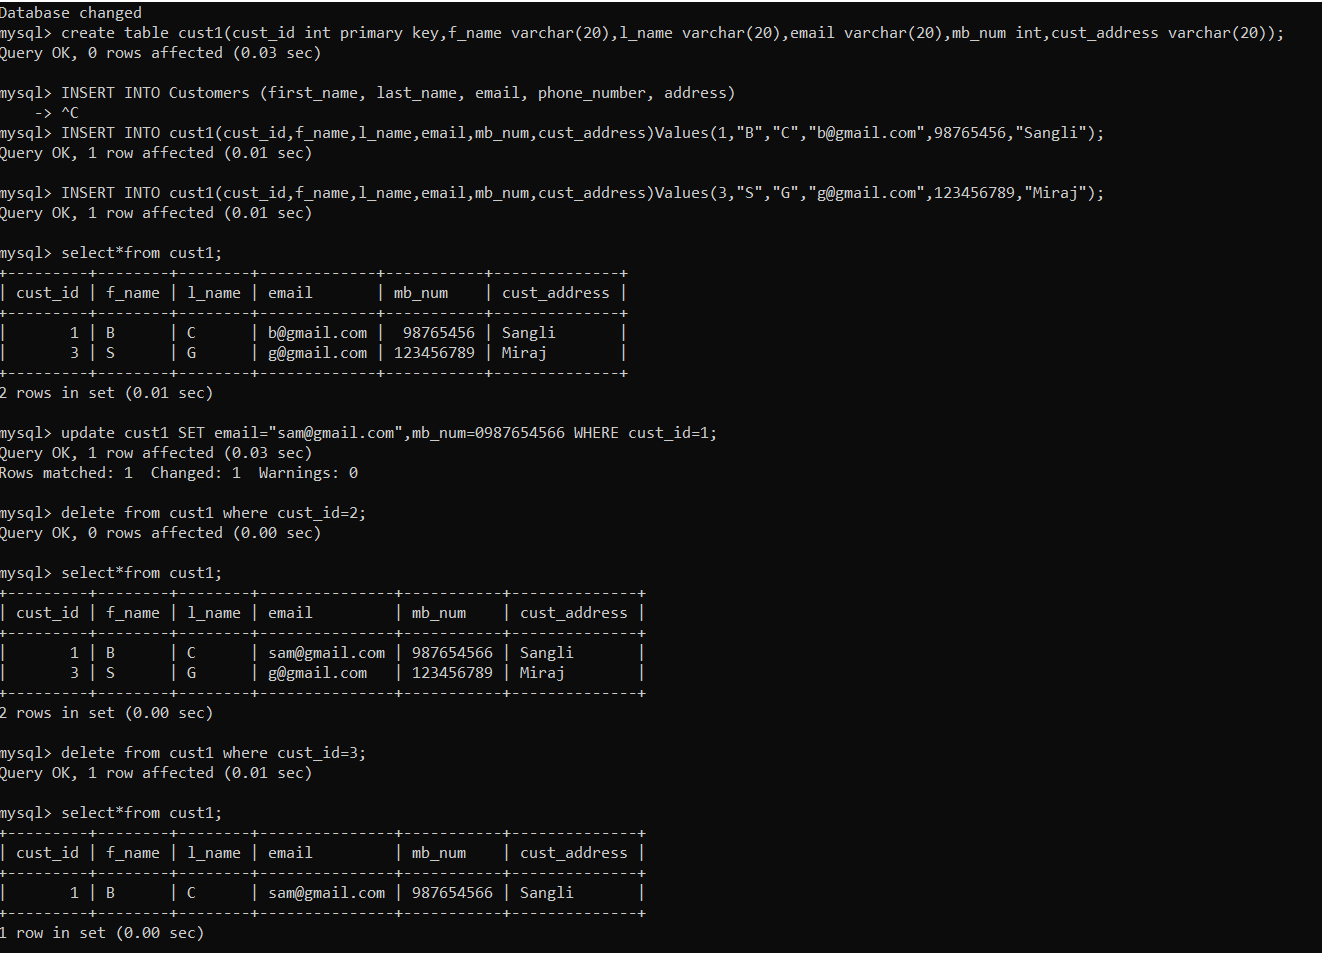 Database changed
mysql> create table cust1(cust_id int primary key,f_name varchar(20),l_name varchar(20),email varchar(20),mb_num int,cust_address varchar(20));
Query OK, 0 rows affected (0.03 sec)

mysql> INSERT INTO Customers (first_name, last_name, email, phone_number, address)
    -> ^C
mysql> INSERT INTO cust1(cust_id,f_name,l_name,email,mb_num,cust_address)Values(1,"B","C","b@gmail.com",98765456,"Sangli");
Query OK, 1 row affected (0.01 sec)

mysql> INSERT INTO cust1(cust_id,f_name,l_name,email,mb_num,cust_address)Values(3,"S","G","g@gmail.com",123456789,"Miraj");
Query OK, 1 row affected (0.01 sec)

mysql> select*from cust1;
+---------+--------+--------+-------------+-----------+--------------+
| cust_id | f_name | l_name | email       | mb_num    | cust_address |
+---------+--------+--------+-------------+-----------+--------------+
|       1 | B      | C      | b@gmail.com |  98765456 | Sangli       |
|       3 | S      | G      | g@gmail.com | 123456789 | Miraj        |
+---------+--------+--------+-------------+-----------+--------------+
2 rows in set (0.01 sec)

mysql> update cust1 SET email="sam@gmail.com",mb_num=0987654566 WHERE cust_id=1;
Query OK, 1 row affected (0.03 sec)
Rows matched: 1  Changed: 1  Warnings: 0

mysql> delete from cust1 where cust_id=2;
Query OK, 0 rows affected (0.00 sec)

mysql> select*from cust1;
+---------+--------+--------+---------------+-----------+--------------+
| cust_id | f_name | l_name | email         | mb_num    | cust_address |
+---------+--------+--------+---------------+-----------+--------------+
|       1 | B      | C      | sam@gmail.com | 987654566 | Sangli       |
|       3 | S      | G      | g@gmail.com   | 123456789 | Miraj        |
+---------+--------+--------+---------------+-----------+--------------+
2 rows in set (0.00 sec)

mysql> delete from cust1 where cust_id=3;
Query OK, 1 row affected (0.01 sec)

mysql> select*from cust1;
+---------+--------+--------+---------------+-----------+--------------+
| cust_id | f_name | l_name | email         | mb_num    | cust_address |
+---------+--------+--------+---------------+-----------+--------------+
|       1 | B      | C      | sam@gmail.com | 987654566 | Sangli       |
+---------+--------+--------+---------------+-----------+--------------+
1 row in set (0.00 sec)